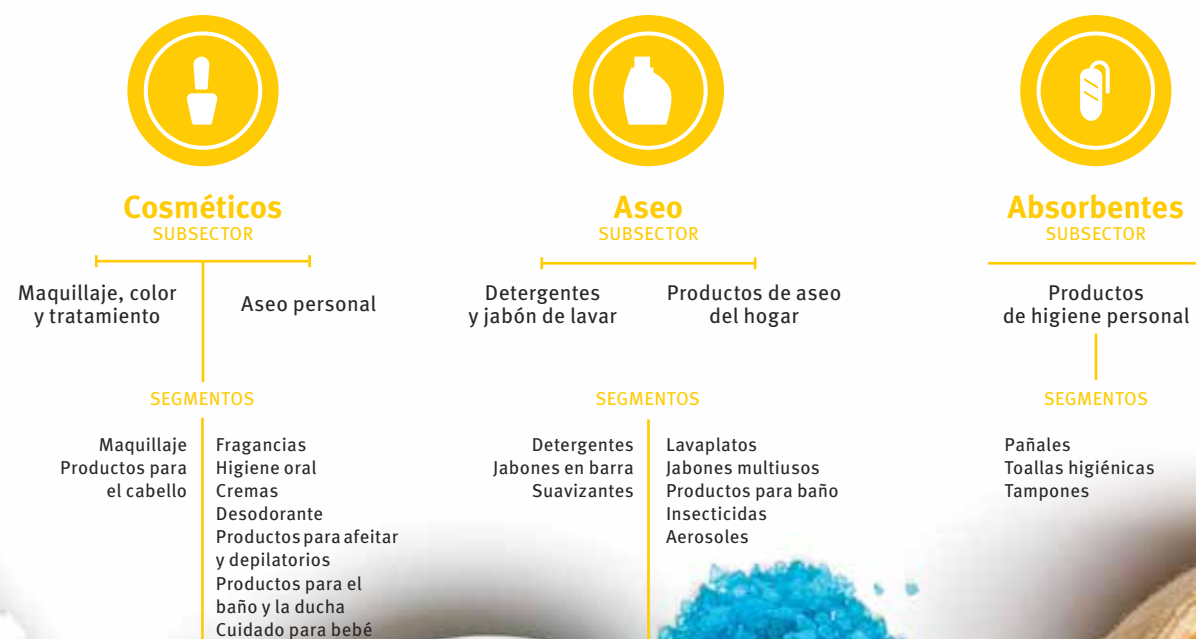 Cosméticos
SUBSECTOR
Maquillaje, color
y tratamiento
Aseo personal
SEGMENTOS
Maquillaje
Productos para
el cabello
Fragancias
Higiene oral
Cremas
Desodorante
Productos para afeitar
y depilatorios
Productos para el
baño y la ducha
Cuidado para bebé
Aseo
SUBSECTOR
Detergentes
y jabón de lavar
Productos de aseo
del hogar
SEGMENTOS
Detergentes
Jabones en barra
Suavizantes
Lavaplatos
Jabones multiusos
Productos para baño
Insecticidas
Aerosoles
Absorbentes
SUBSECTOR
Productos
de higiene personal
SEGMENTOS
Pañales
Toallas higiénicas
Tampones